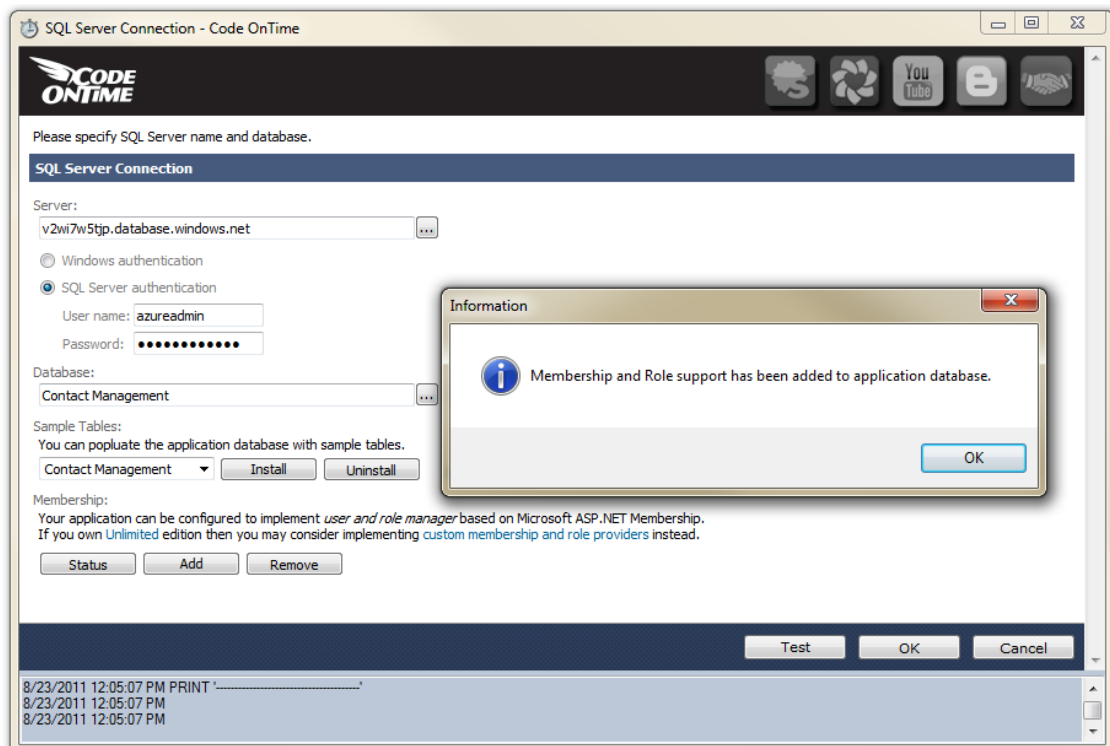 SQL Server Connection - Code OnTime
CODE
ONTIME
You
Tube
Please specify SQL Server name and database.
SQL Server Connection
Server:
v2wi7w5tjp.database.windows.net
...
Windows authentication
SQL Server authentication
User name: azureadmin
Password: ●●●●●●●●●●●●
Database:
Contact Management
...
Sample Tables:
You can popluate the application database with sample tables.
Contact Management
Install
Uninstall
Membership:
Your application can be configured to implement user and role manager based on Microsoft ASP.NET Membership.
If you own Unlimited edition then you may consider implementing custom membership and role providers instead.
Status
Add
Remove
Information
Membership and Role support has been added to application database.
OK
Test
OK
Cancel
8/23/2011 12:05:07 PM PRINT '----------------------------------------'
8/23/2011 12:05:07 PM
8/23/2011 12:05:07 PM